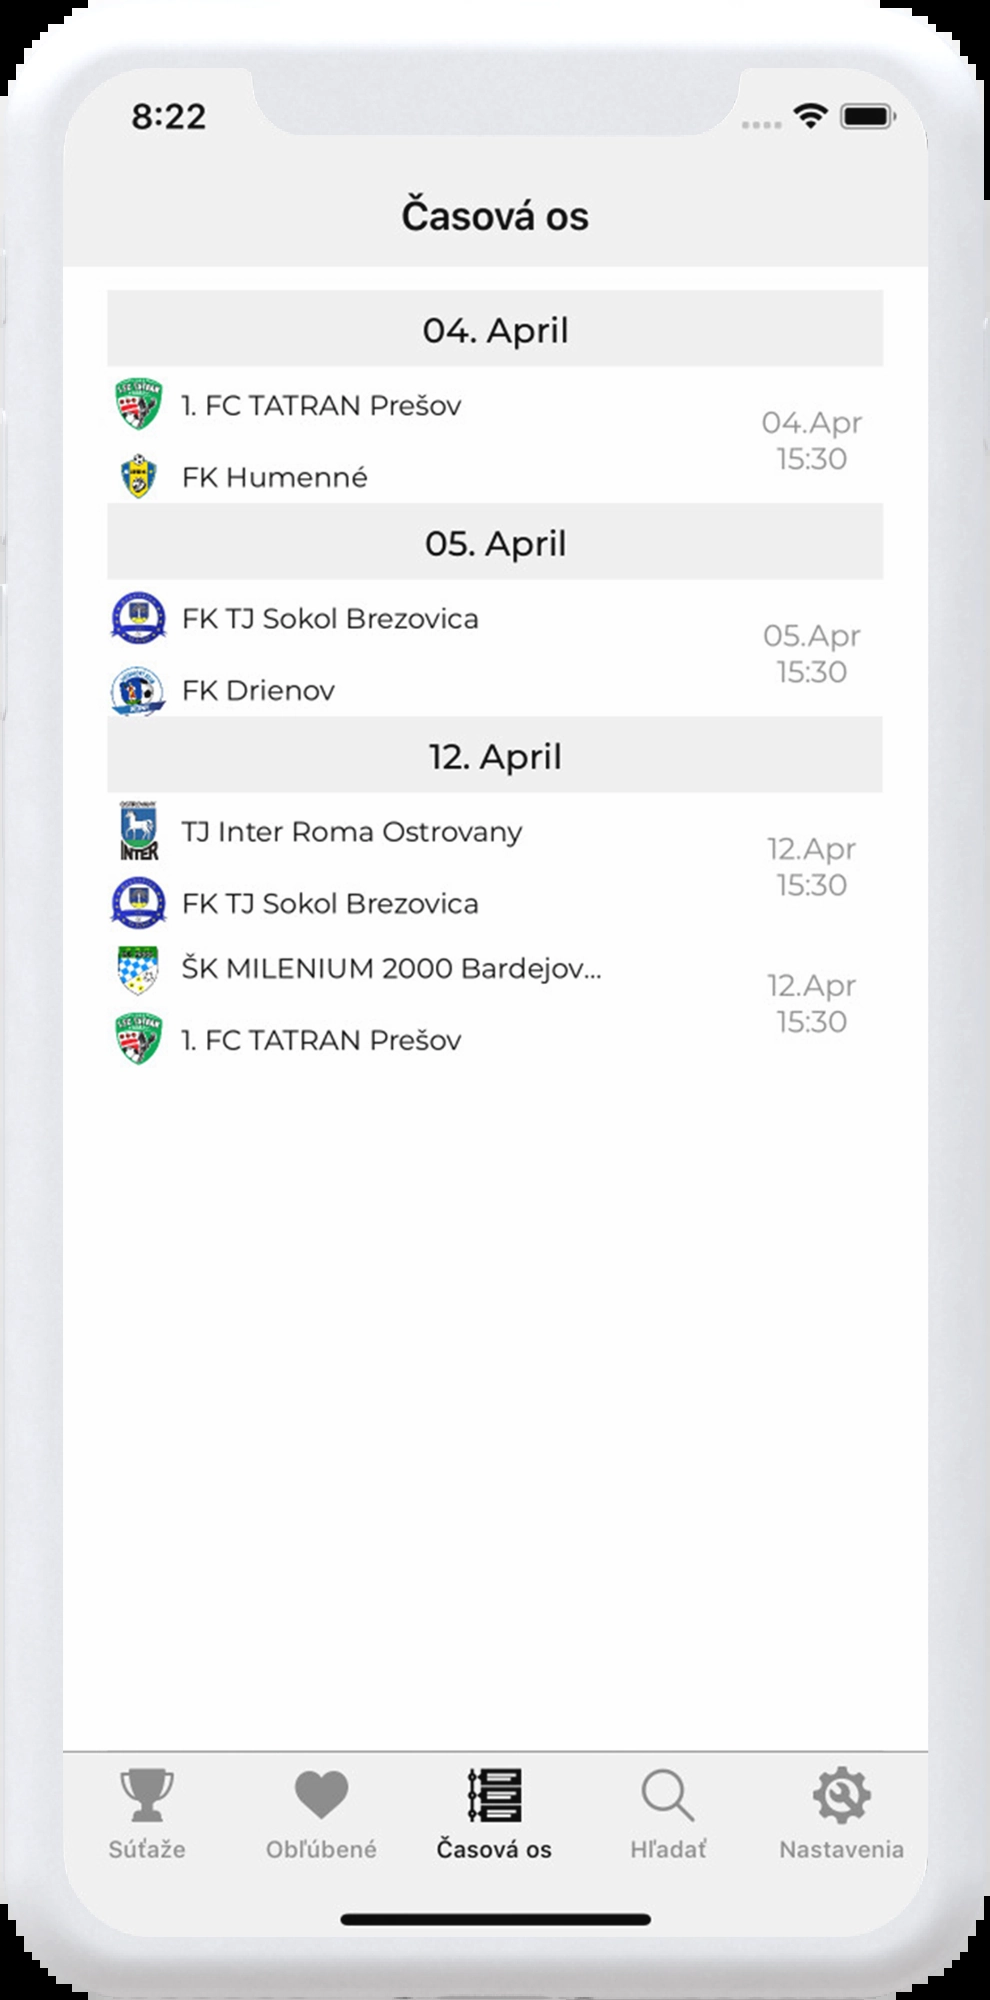 8:22
Časová os
04. April
1. FC TATRAN Prešov
04.Apr
15:30
FK Humenné
05. April
FK TJ Sokol Brezovica
05.Apr
15:30
FK Drienov
12. April
TJ Inter Roma Ostrovany
12.Apr
15:30
INTER
FK TJ Sokol Brezovica
ŠK MILENIUM 2000 Bardejov...
12.Apr
15:30
1. FC TATRAN Prešov
Súťaže
Obľúbené
Časová os
Hľadať
Nastavenia